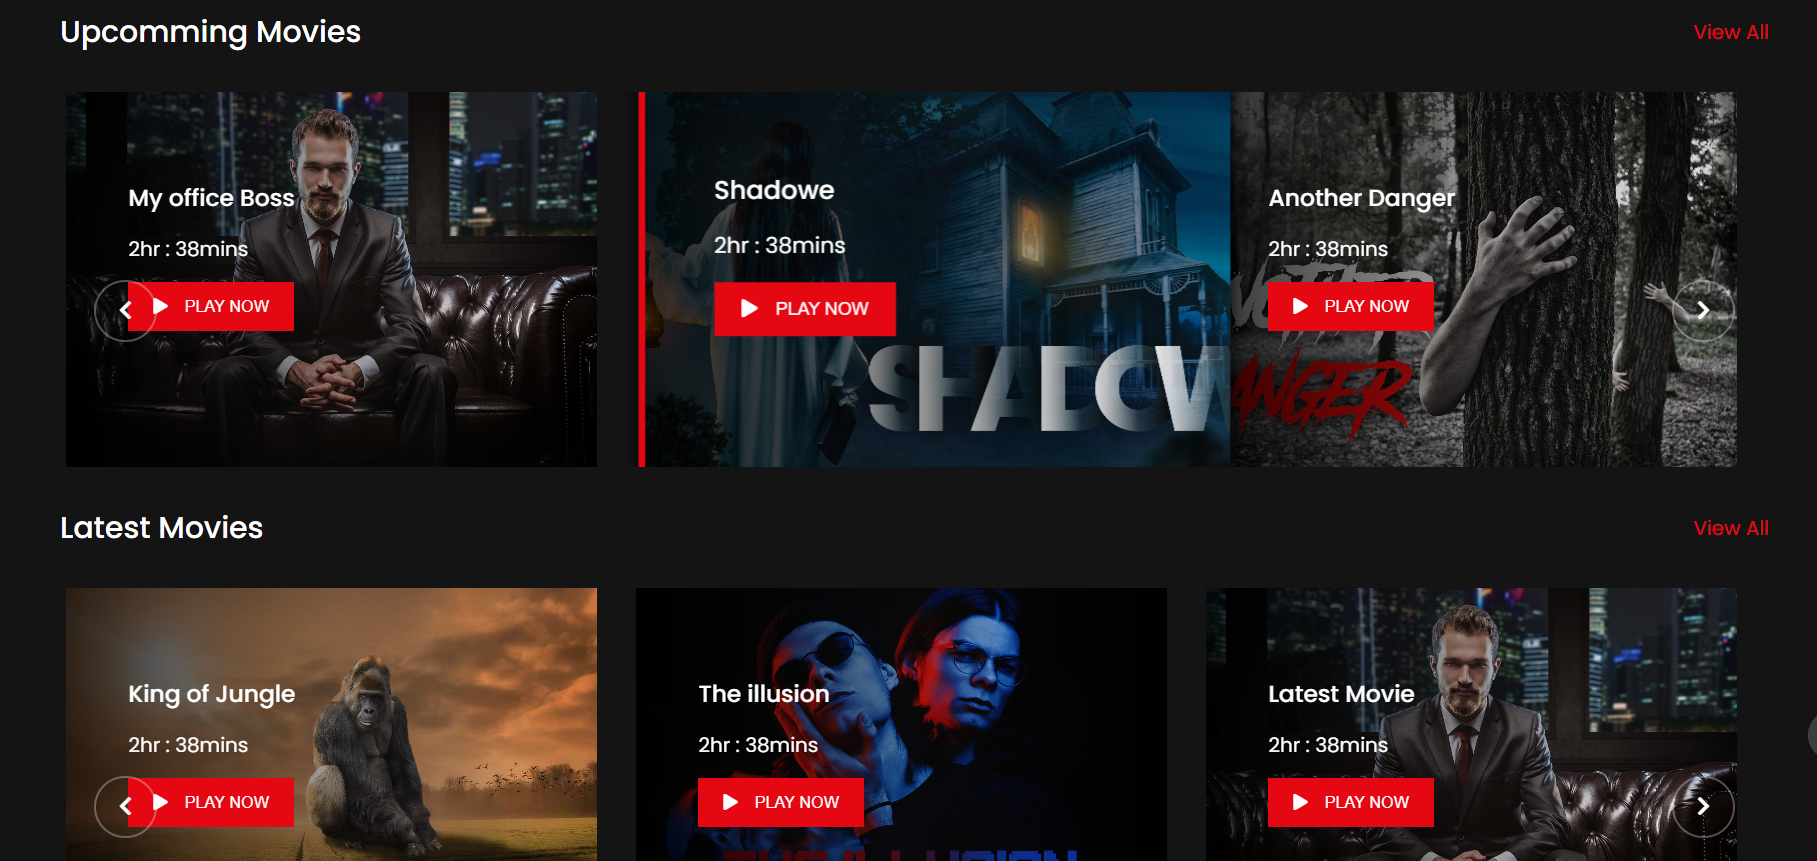 Upcomming Movies
View All
My office Boss
2hr : 38mins
PLAY NOW
Shadowe
2hr : 38mins
PLAY NOW
SHADOW
Another Danger
2hr : 38mins
PLAY NOW
Latest Movies
View All
King of Jungle
2hr : 38mins
PLAY NOW
The illusion
2hr : 38mins
PLAY NOW
Latest Movie
2hr : 38mins
PLAY NOW